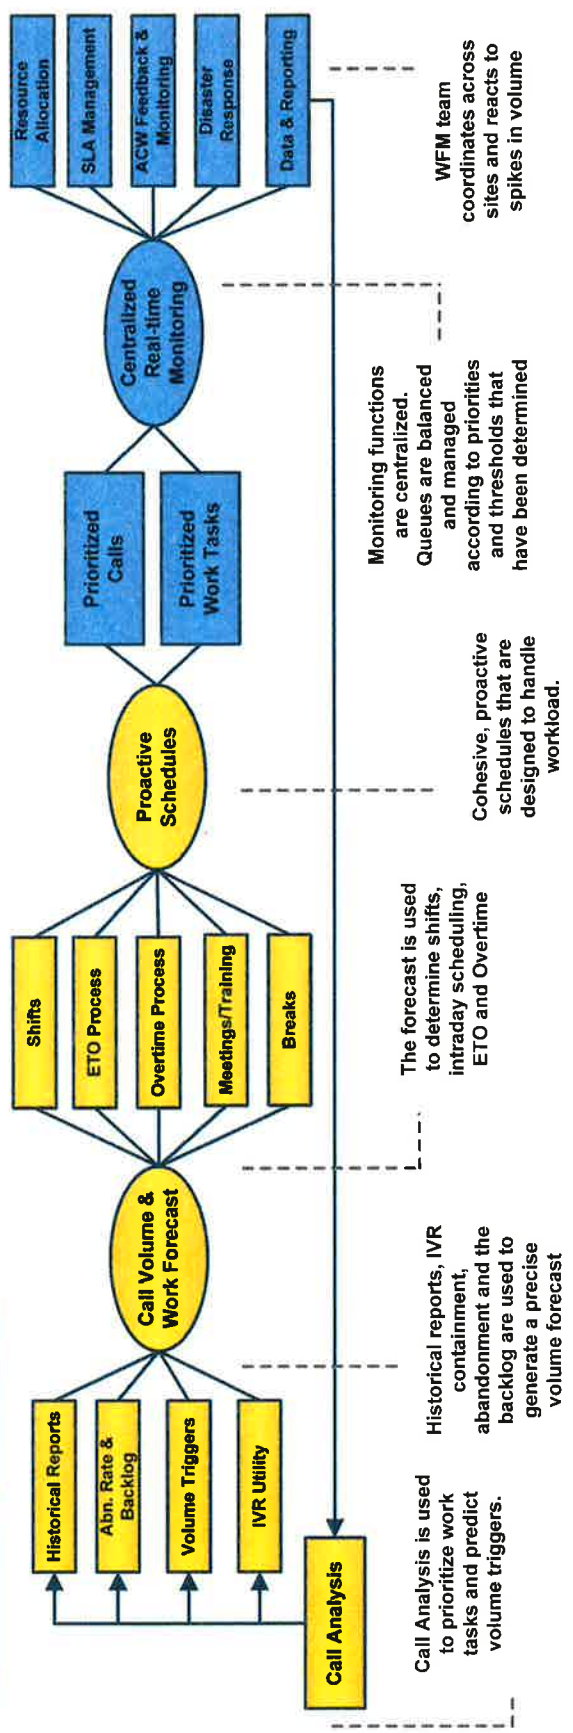 Historical Reports
Abn. Rate &
Backlog
Volume Triggers
IVR Utility
Call Analysis
Call Volume &
Work Forecast
Shifts
ETO Process
Overtime Process
Meetings/Training
Breaks
Proactive
Schedules
Prioritized
Calls
Prioritized
Work Tasks
Centralized
Real-time
Monitoring
Resource
Allocation
SLA Management
ACW Feedback &
Monitoring
Disaster
Response
Data & Reporting
Call Analysis is used
to prioritize work
tasks and predict
volume triggers.
Historical reports, IVR
containment,
abandonment and the
backlog are used to
generate a precise
volume forecast
The forecast is used
to determine shifts,
intraday scheduling,
ETO and Overtime
Cohesive, proactive
schedules that are
designed to handle
workload.
Monitoring functions
are centralized.
Queues are balanced
and managed
according to priorities
and thresholds that
have been determined
WFM team
coordinates across
sites and reacts to
spikes in volume